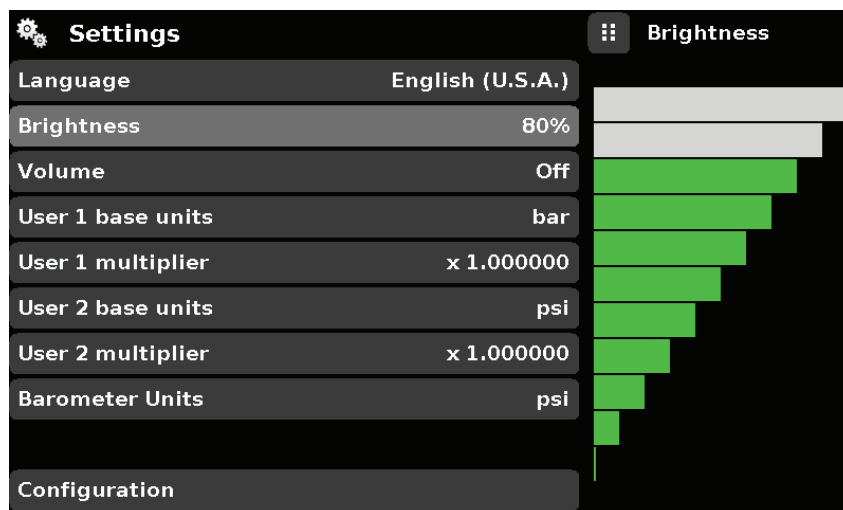 Settings
Brightness
Language English (U.S.A.)
Brightness 80%
Volume Off
User 1 base units bar
User 1 multiplier x 1.000000
User 2 base units psi
User 2 multiplier x 1.000000
Barometer Units psi
Configuration